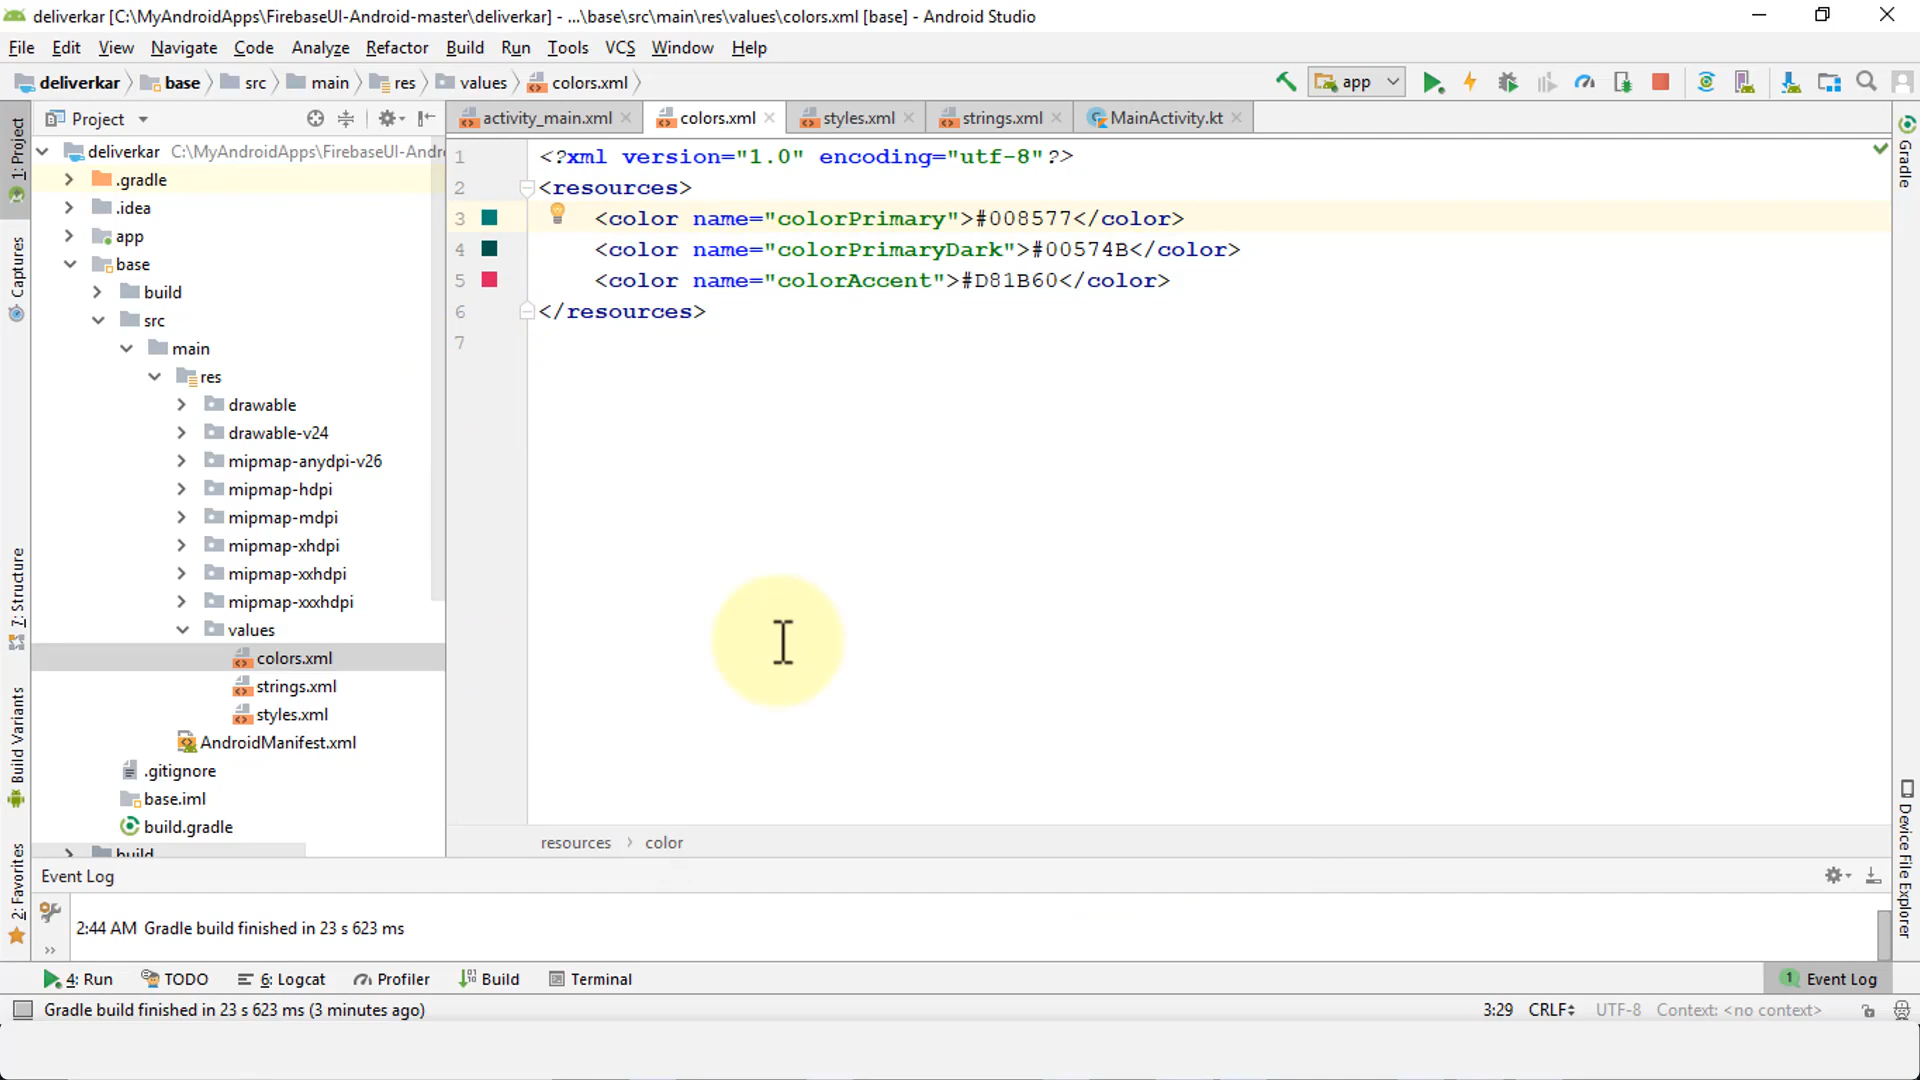 deliverkar [C:\MyAndroidApps\FirebaseUI-Android-master\deliverkar] - ...\base\src\main\res\values\colors.xml [base] - Android Studio
File Edit View Navigate Code Analyze Refactor Build Run Tools VCS Window Help
deliverkar base src main res values colors.xml app
Project activity_main.xml colors.xml styles.xml strings.xml MainActivity.kt
1: Project
Captures
7: Structure
Build Variants
2: Favorites
deliverkar C:\MyAndroidApps\FirebaseUI-Andr
.gradle
.idea
app
base
build
src
main
res
drawable
drawable-v24
mipmap-anydpi-v26
mipmap-hdpi
mipmap-mdpi
mipmap-xhdpi
mipmap-xxhdpi
mipmap-xxxhdpi
values
colors.xml
strings.xml
styles.xml
AndroidManifest.xml
.gitignore
base.iml
build.gradle
build
1 <?xml version="1.0" encoding="utf-8"?>
2 <resources>
3 <color name="colorPrimary">#008577</color>
4 <color name="colorPrimaryDark">#00574B</color>
5 <color name="colorAccent">#D81B60</color>
6 </resources>
7
resources › color
Gradle
Device File Explorer
Event Log
2:44 AM Gradle build finished in 23 s 623 ms
4: Run TODO 6: Logcat Profiler Build Terminal 1 Event Log
Gradle build finished in 23 s 623 ms (3 minutes ago) 3:29 CRLF UTF-8 Context: <no context>